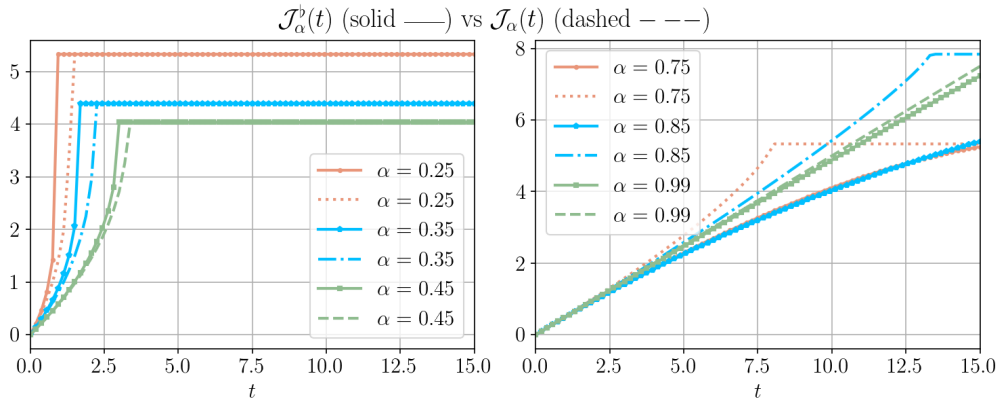 𝒥α♭(t) (solid ——) vs 𝒥α(t) (dashed − − −−)
5
4
3
2
1
0
α = 0.25
α = 0.25
α = 0.35
α = 0.35
α = 0.45
α = 0.45
0.0 2.5 5.0 7.5 10.0 12.5 15.0
t
8
6
4
2
0
α = 0.75
α = 0.75
α = 0.85
α = 0.85
α = 0.99
α = 0.99
0.0 2.5 5.0 7.5 10.0 12.5 15.0
t